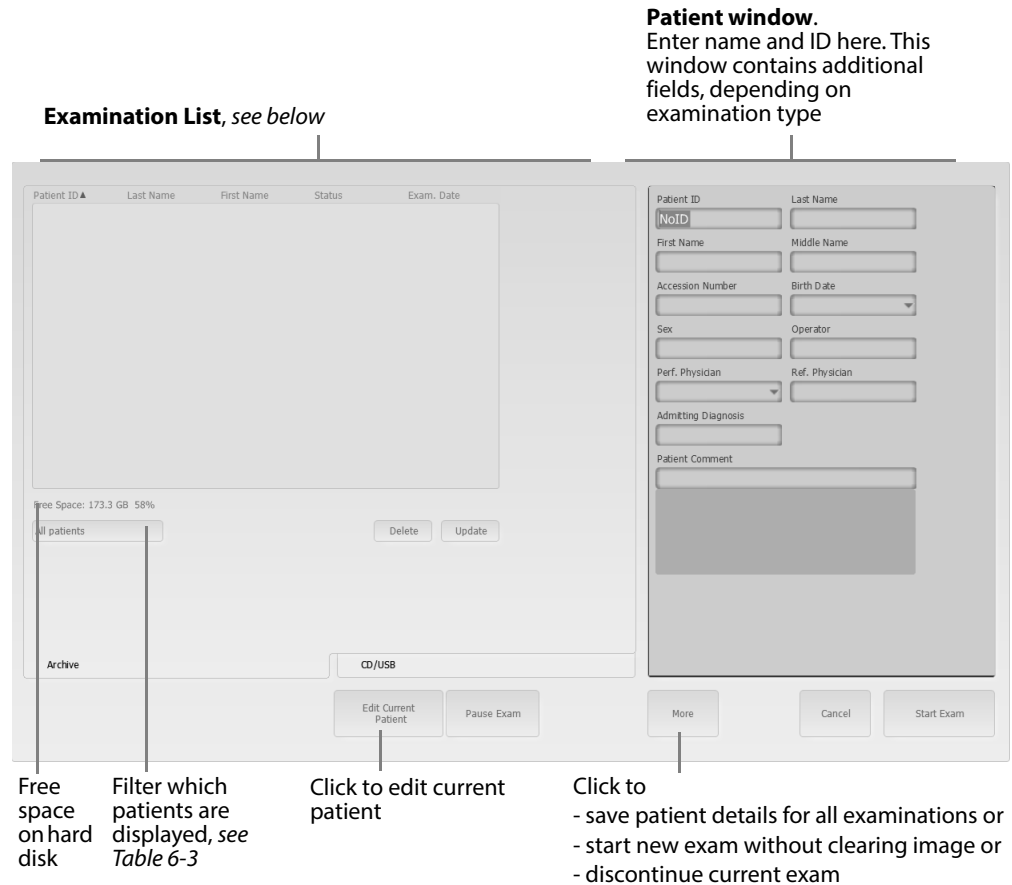 Patient window.
Enter name and ID here. This
window contains additional
fields, depending on
examination type
Examination List, see below
Patient ID▲ Last Name First Name Status Exam. Date
Patient ID Last Name
NoID
First Name Middle Name
Accession Number Birth Date
Sex Operator
Perf. Physician Ref. Physician
Admitting Diagnosis
Patient Comment
Free Space: 173.3 GB 58%
All patients Delete Update
Archive CD/USB
Edit Current
Patient
Pause Exam More Cancel Start Exam
Free
space
on hard
disk
Filter which
patients are
displayed, see
Table 6-3
Click to edit current
patient
Click to
- save patient details for all examinations or
- start new exam without clearing image or
- discontinue current exam